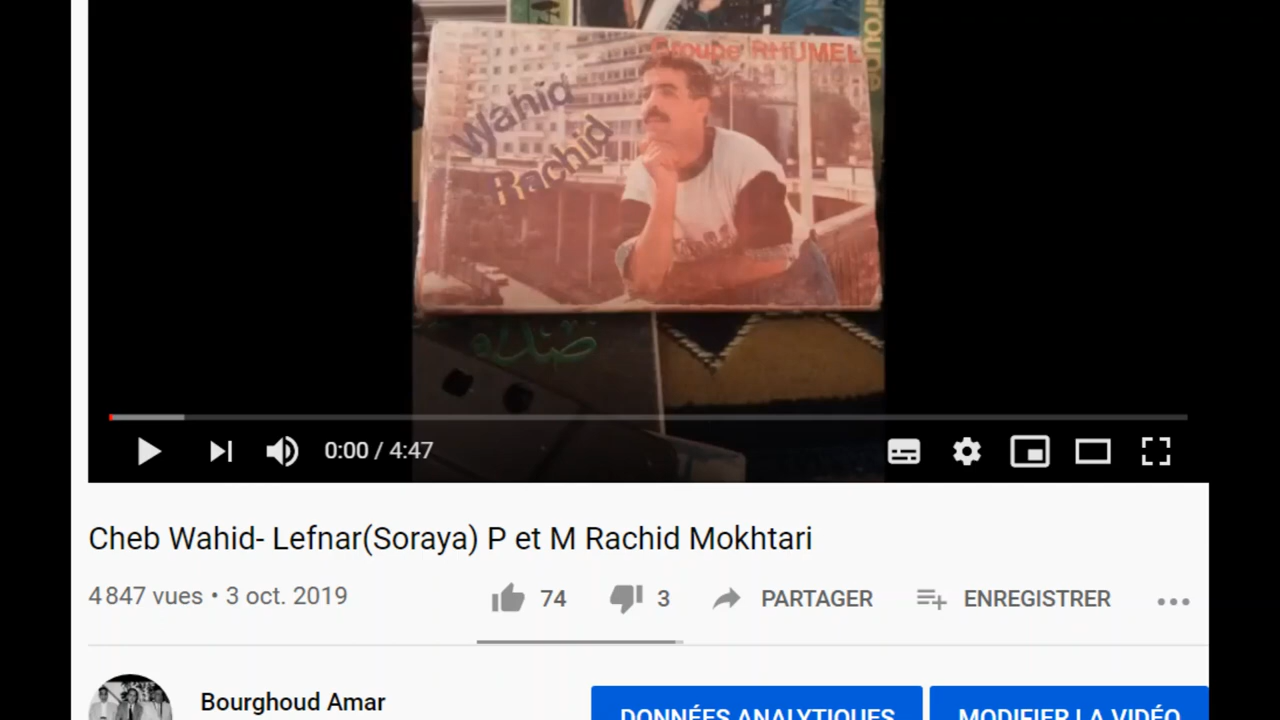 Groupe RHUMEL
Groupe
Wahid
Rachid
0:00 / 4:47
Cheb Wahid- Lefnar(Soraya) P et M Rachid Mokhtari
4 847 vues • 3 oct. 2019
74
3
PARTAGER
ENREGISTRER
Bourghoud Amar
DONNÉES ANALYTIQUES
MODIFIER LA VIDÉO